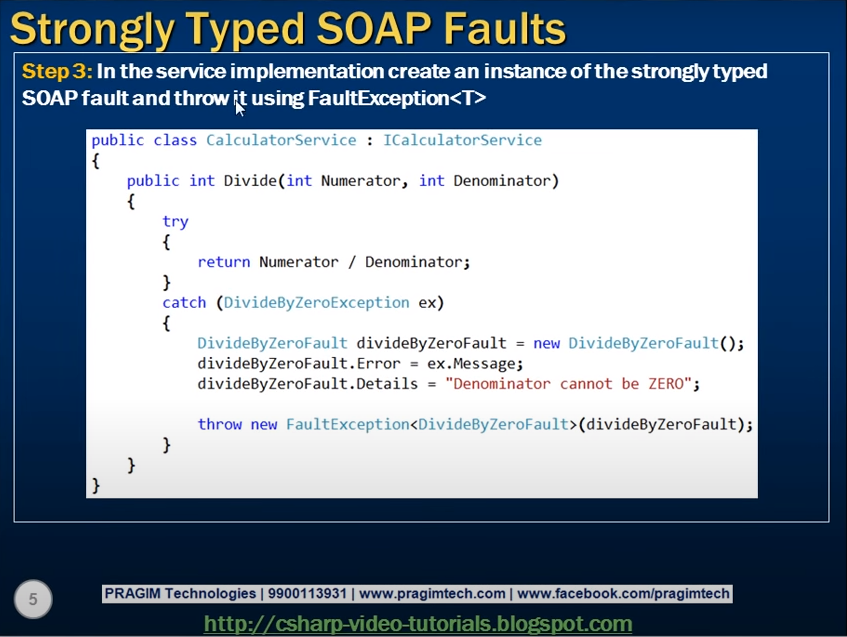 Strongly Typed SOAP Faults
Step 3: In the service implementation create an instance of the strongly typed
SOAP fault and throw it using FaultException<T>
public class CalculatorService : ICalculatorService
{
public int Divide(int Numerator, int Denominator)
{
try
{
return Numerator / Denominator;
}
catch (DivideByZeroException ex)
{
DivideByZeroFault divideByZeroFault = new DivideByZeroFault();
divideByZeroFault.Error = ex.Message;
divideByZeroFault.Details = "Denominator cannot be ZERO";
throw new FaultException<DivideByZeroFault>(divideByZeroFault);
}
}
}
5
PRAGIM Technologies | 9900113931 | www.pragimtech.com | www.facebook.com/pragimtech
http://csharp-video-tutorials.blogspot.com